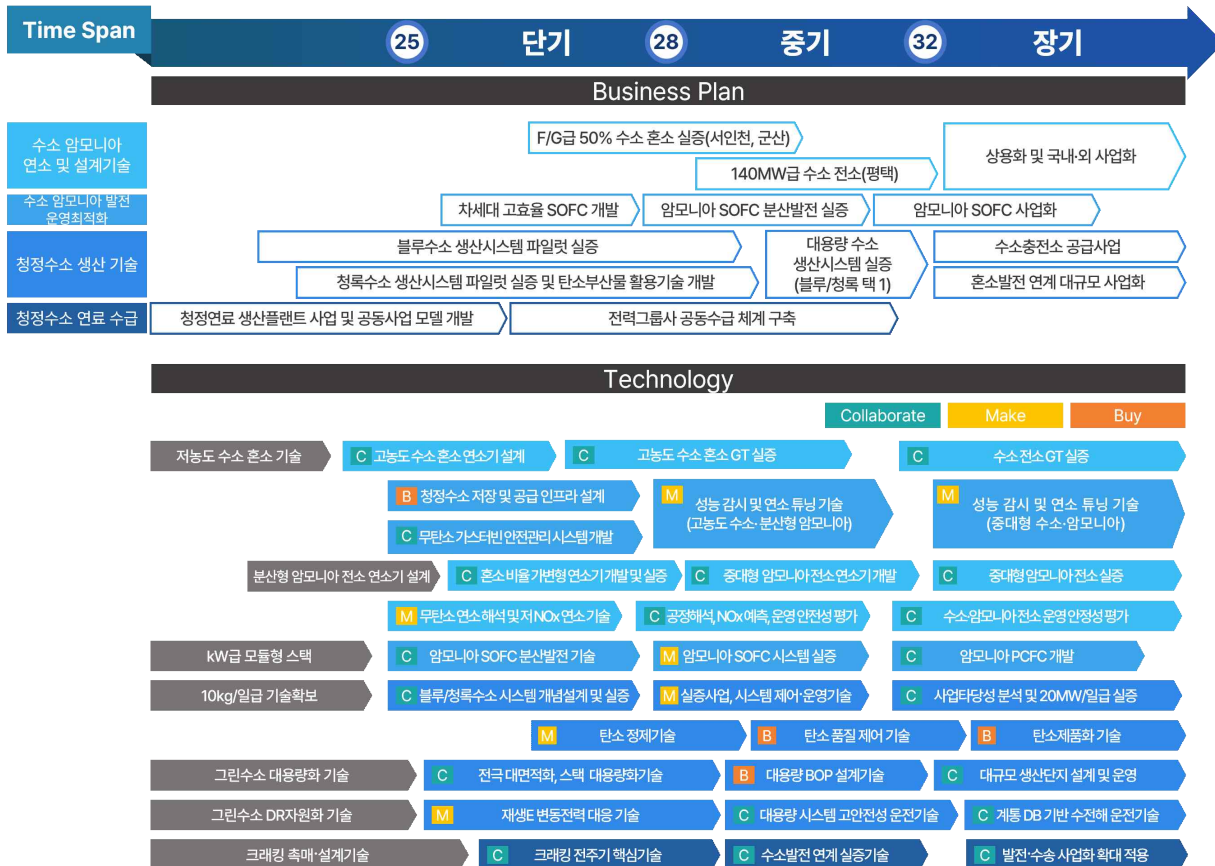 Time Span
25
단기
28
중기
32
장기
Business Plan
수소 암모니아
연소 및 설계기술
F/G급 50% 수소 혼소 실증(서인천, 군산)
140MW급 수소 전소(평택)
상용화 및 국내·외 사업화
수소 암모니아 발전
운영최적화
차세대 고효율 SOFC 개발
암모니아 SOFC 분산발전 실증
암모니아 SOFC 사업화
청정수소 생산 기술
블루수소 생산시스템 파일럿 실증
청록수소 생산시스템 파일럿 실증 및 탄소부산물 활용기술 개발
대용량 수소
생산시스템 실증
(블루/청록 택 1)
수소충전소 공급사업
혼소발전 연계 대규모 사업화
청정수소 연료 수급
청정연료 생산플랜트 사업 및 공동사업 모델 개발
전력그룹사 공동수급 체계 구축
Technology
Collaborate
Make
Buy
저농도 수소 혼소 기술
C 고농도 수소 혼소 연소기 설계
C 고농도 수소 혼소 GT 실증
C 수소 전소 GT 실증
B 청정수소 저장 및 공급 인프라 설계
C 무탄소 가스터빈 안전관리 시스템 개발
M 성능 감시 및 연소 튜닝 기술
(고농도 수소·분산형 암모니아)
M 성능 감시 및 연소 튜닝 기술
(중대형 수소·암모니아)
분산형 암모니아 전소 연소기 설계
C 혼소 비율 가변형 연소기 개발 및 실증
C 중대형 암모니아 전소 연소기 개발
C 중대형 암모니아 전소 실증
M 무탄소 연소 해석 및 저 NOx 연소 기술
C 공정해석, NOx 예측, 운영 안전성 평가
C 수소·암모니아 전소 운영 안정성 평가
kW급 모듈형 스택
C 암모니아 SOFC 분산발전 기술
M 암모니아 SOFC 시스템 실증
C 암모니아 PCFC 개발
10kg/일급 기술확보
C 블루/청록수소 시스템 개념설계 및 실증
M 실증사업, 시스템 제어·운영기술
C 사업타당성 분석 및 20MW/일급 실증
M 탄소 정제기술
B 탄소 품질 제어 기술
B 탄소제품화 기술
그린수소 대용량화 기술
C 전극 대면적화, 스택 대용량화기술
B 대용량 BOP 설계기술
C 대규모 생산단지 설계 및 운영
그린수소 DR자원화 기술
M 재생E 변동전력 대응 기술
C 대용량 시스템 고안전성 운전기술
C 계통 DB 기반 수전해 운전기술
크래킹 촉매·설계기술
C 크래킹 전주기 핵심기술
C 수소발전 연계 실증기술
C 발전·수송 사업화 확대 적용